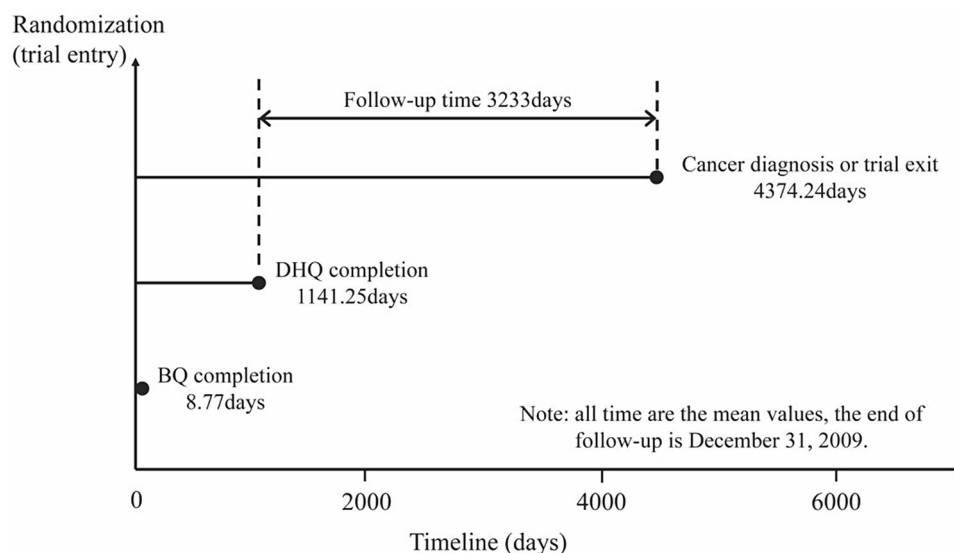 Randomization
(trial entry)
Follow-up time 3233days
Cancer diagnosis or trial exit
4374.24days
DHQ completion
1141.25days
BQ completion
8.77days
Note: all time are the mean values, the end of
follow-up is December 31, 2009.
0
2000
4000
6000
Timeline (days)